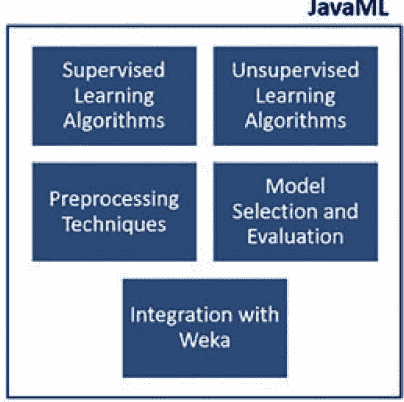 JavaML
Supervised
Learning
Algorithms
Unsupervised
Learning
Algorithms
Preprocessing
Techniques
Model
Selection and
Evaluation
Integration with
Weka